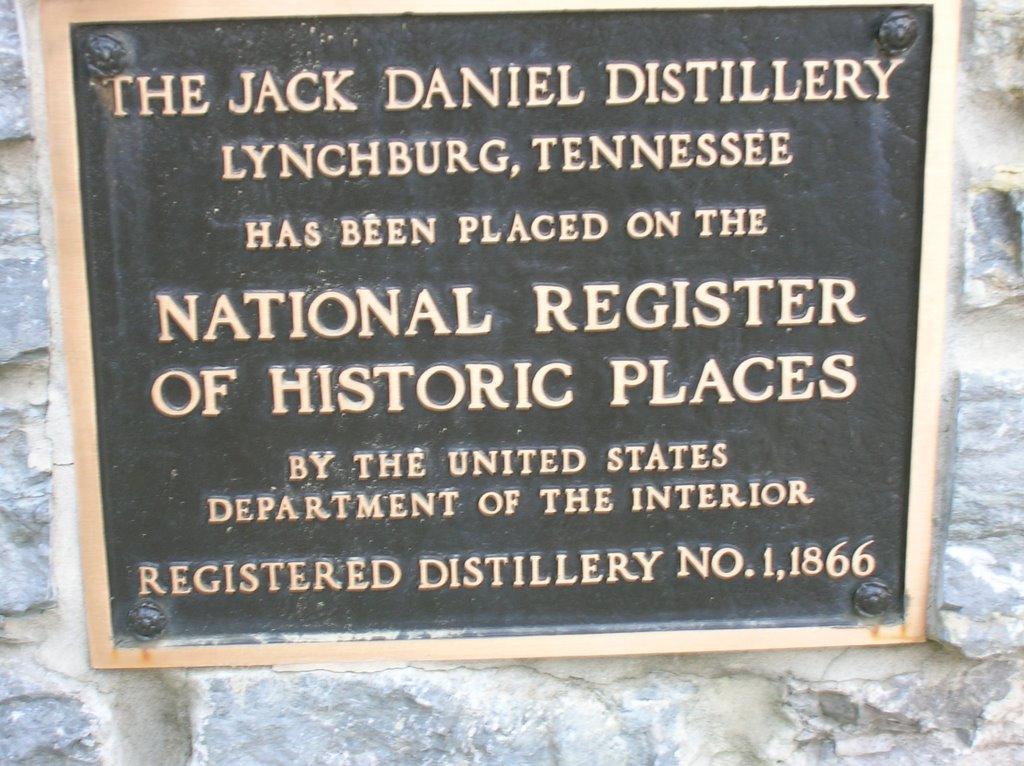 THE JACK DANIEL DISTILLERY
LYNCHBURG, TENNESSEE
HAS BEEN PLACED ON THE
NATIONAL REGISTER
OF HISTORIC PLACES
BY THE UNITED STATES
DEPARTMENT OF THE INTERIOR
REGISTERED DISTILLERY NO. 1, 1866